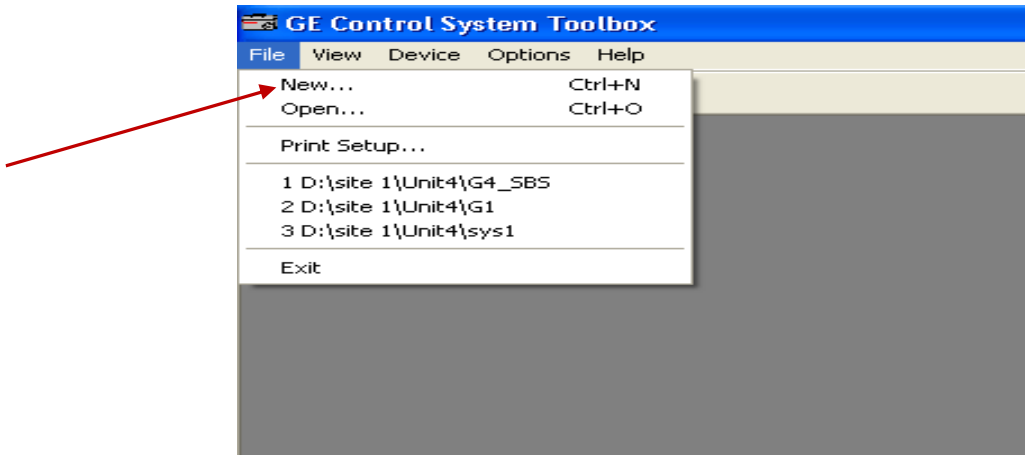 GE Control System Toolbox
File View Device Options Help
New... Ctrl+N
Open... Ctrl+O
Print Setup...
1 D:\site 1\Unit4\G4_SBS
2 D:\site 1\Unit4\G1
3 D:\site 1\Unit4\sys1
Exit